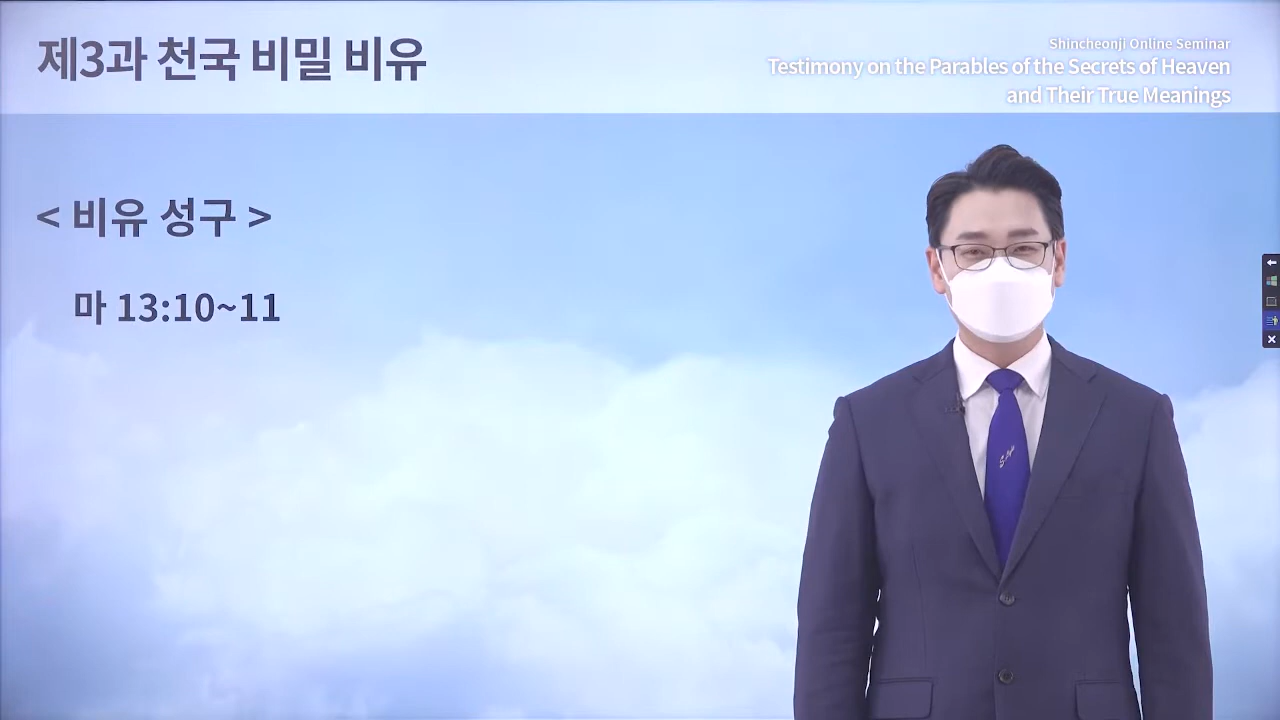 제3과 천국 비밀 비유
Shincheonji Online Seminar
Testimony on the Parables of the Secrets of Heaven
and Their True Meanings
< 비유 성구 >
마 13:10~11